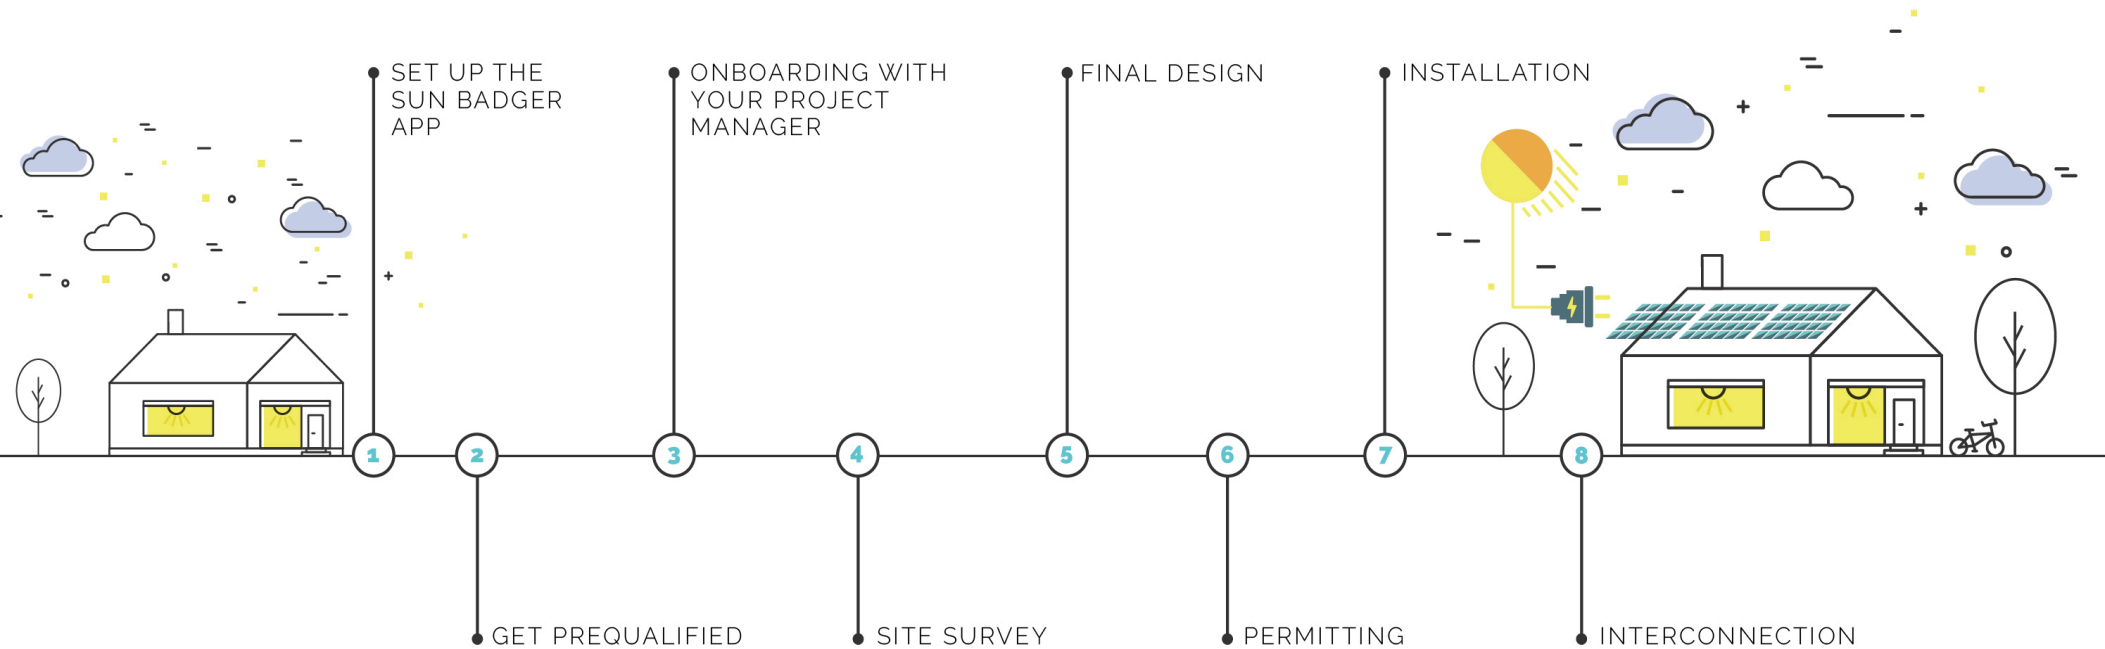 SET UP THE
SUN BADGER
APP
ONBOARDING WITH
YOUR PROJECT
MANAGER
FINAL DESIGN
INSTALLATION
1
2
3
4
5
6
7
8
GET PREQUALIFIED
SITE SURVEY
PERMITTING
INTERCONNECTION